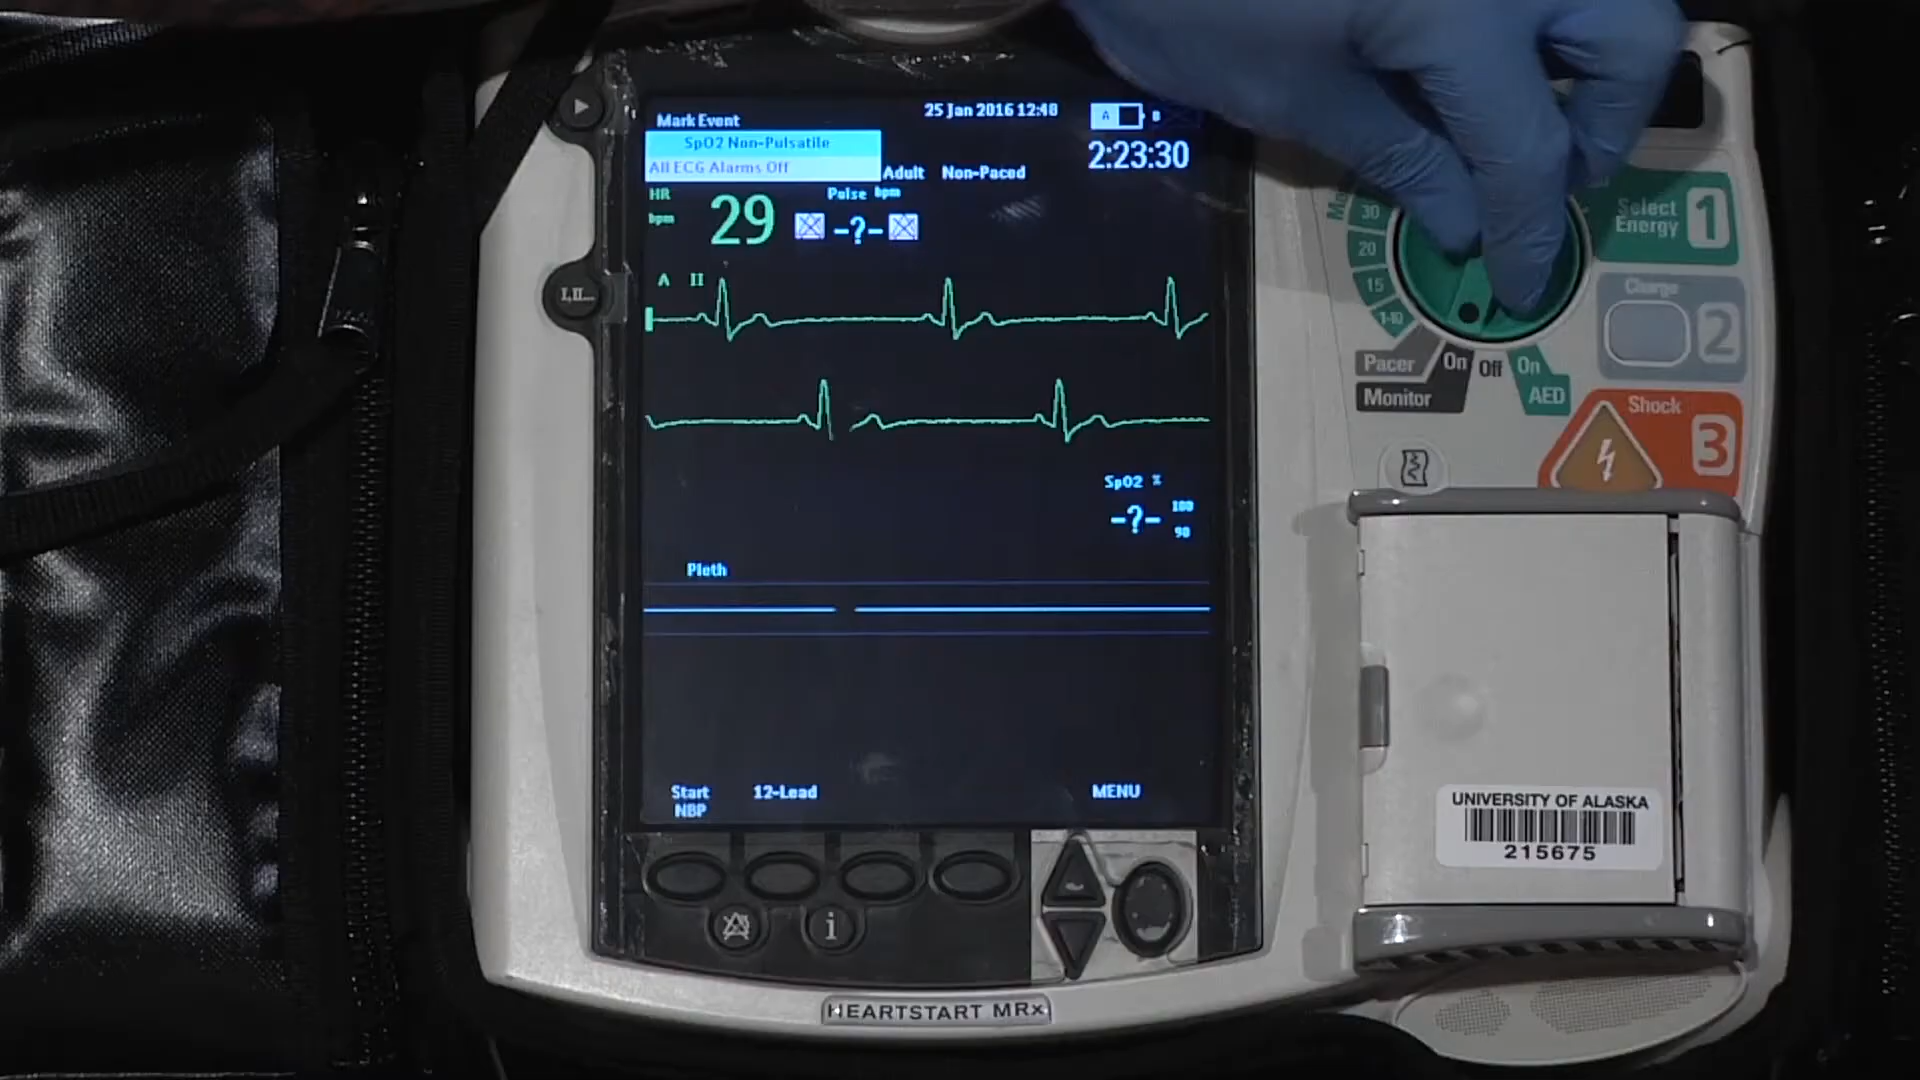 Mark Event
25 Jan 2016 12:48
A
B
SpO2 Non-Pulsatile
All ECG Alarms Off
Adult Non-Paced
2:23:30
HR
bpm
29
Pulse bpm
-?-
A II
I,II...
SpO2 %
-?-
100
90
Pleth
Start
NBP
12-Lead
MENU
i
HEARTSTART MRx
30
20
15
1-10
Select
Energy
1
Charge
2
Pacer
Monitor
On
Off
On
AED
Shock
3
UNIVERSITY OF ALASKA
215675